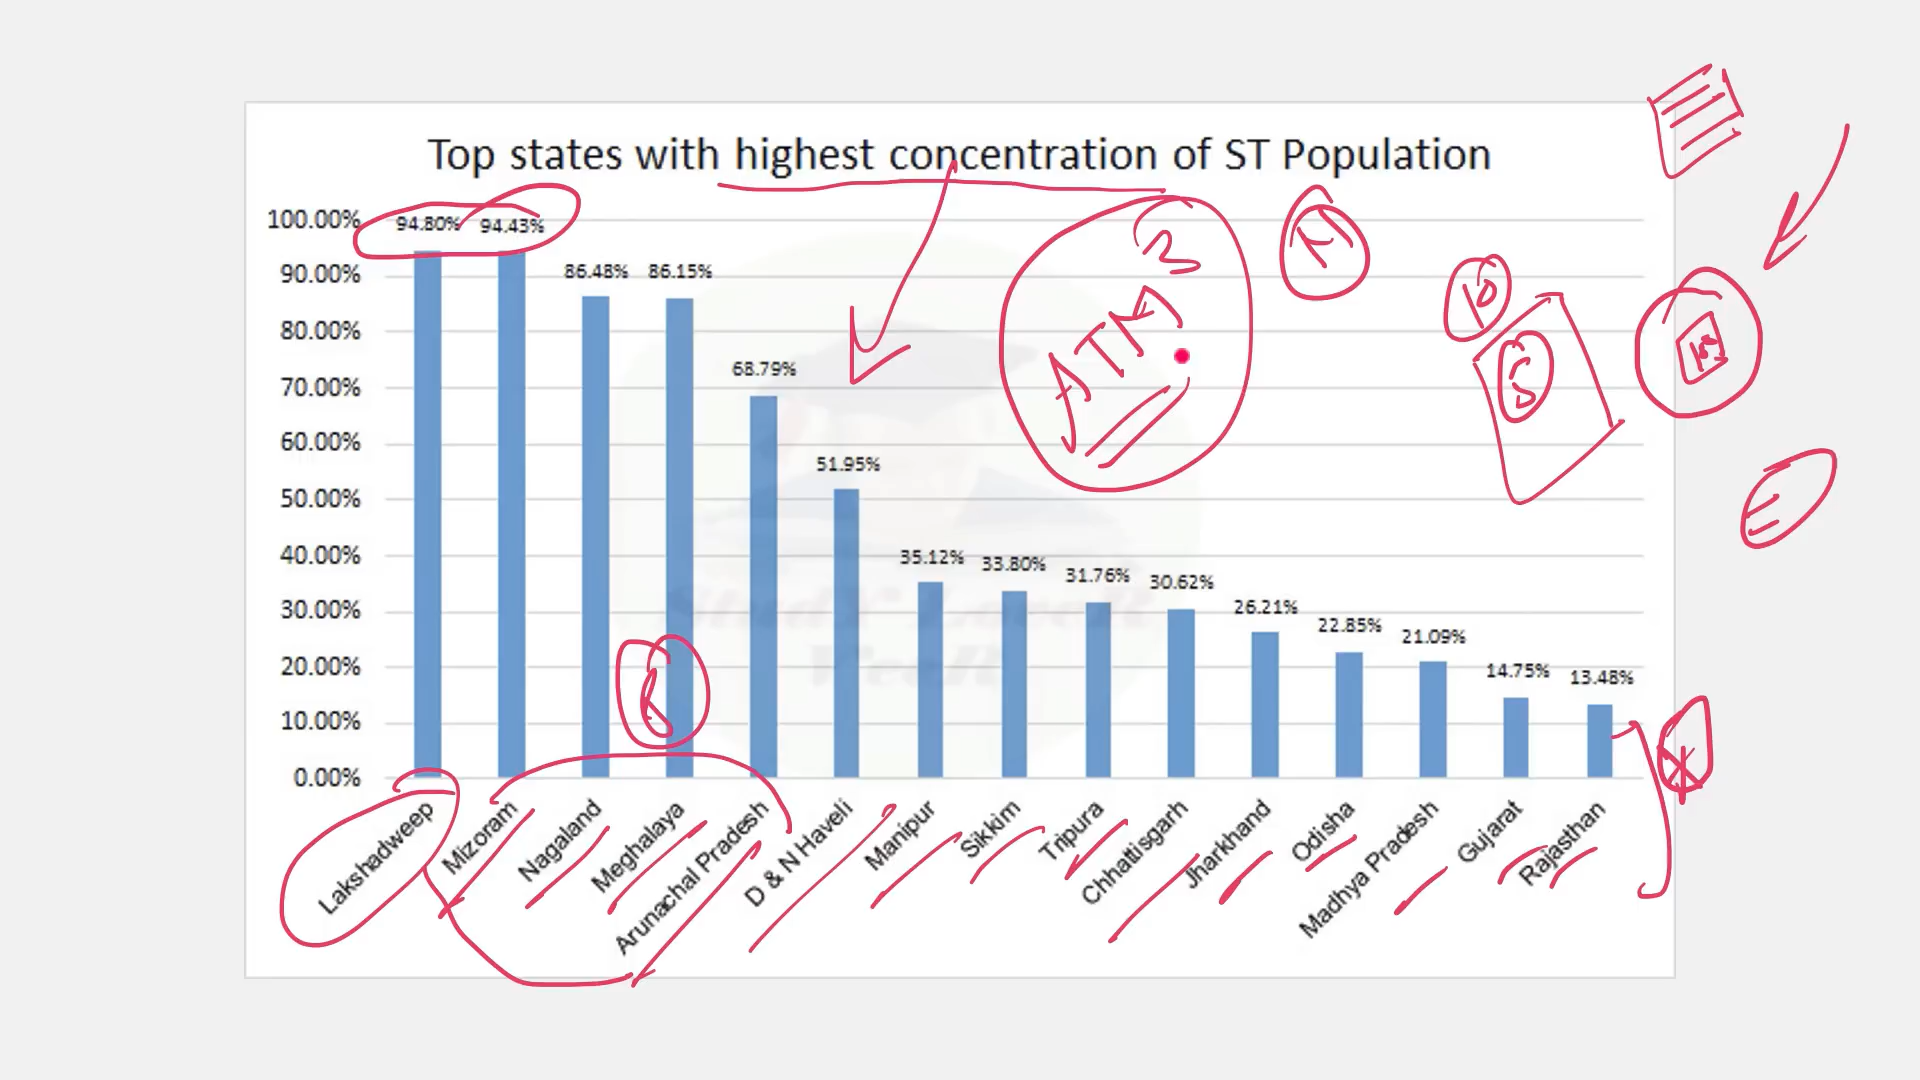 Top states with highest concentration of ST Population
100.00%
90.00%
80.00%
70.00%
60.00%
50.00%
40.00%
30.00%
20.00%
10.00%
0.00%
94.80%
94.43%
86.48%
86.15%
68.79%
51.95%
35.12%
33.80%
31.76%
30.62%
26.21%
22.85%
21.09%
14.75%
13.48%
Lakshadweep
Mizoram
Nagaland
Meghalaya
Arunachal Pradesh
D & N Haveli
Manipur
Sikkim
Tripura
Chhattisgarh
Jharkhand
Odisha
Madhya Pradesh
Gujarat
Rajasthan
10